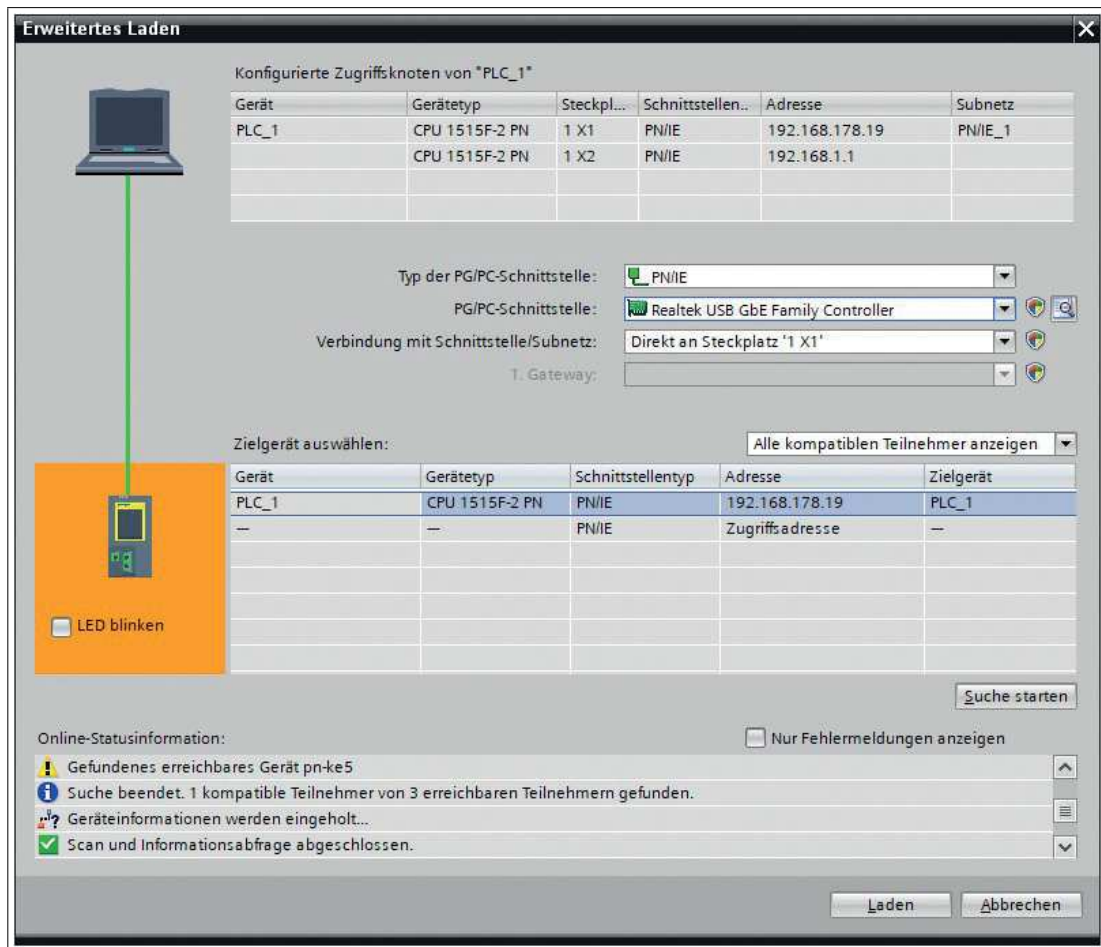 Erweitertes Laden
Konfigurierte Zugriffsknoten von "PLC_1"
Gerät Gerätetyp Steckpl... Schnittstellen.. Adresse Subnetz
PLC_1 CPU 1515F-2 PN 1 X1 PN/IE 192.168.178.19 PN/IE_1
CPU 1515F-2 PN 1 X2 PN/IE 192.168.1.1
Typ der PG/PC-Schnittstelle: PN/IE
PG/PC-Schnittstelle: Realtek USB GbE Family Controller
Verbindung mit Schnittstelle/Subnetz: Direkt an Steckplatz '1 X1'
1. Gateway:
Zielgerät auswählen: Alle kompatiblen Teilnehmer anzeigen
Gerät Gerätetyp Schnittstellentyp Adresse Zielgerät
PLC_1 CPU 1515F-2 PN PN/IE 192.168.178.19 PLC_1
— — PN/IE Zugriffsadresse —
LED blinken
Suche starten
Online-Statusinformation: Nur Fehlermeldungen anzeigen
Gefundenes erreichbares Gerät pn-ke5
Suche beendet. 1 kompatible Teilnehmer von 3 erreichbaren Teilnehmern gefunden.
Geräteinformationen werden eingeholt...
Scan und Informationsabfrage abgeschlossen.
Laden Abbrechen